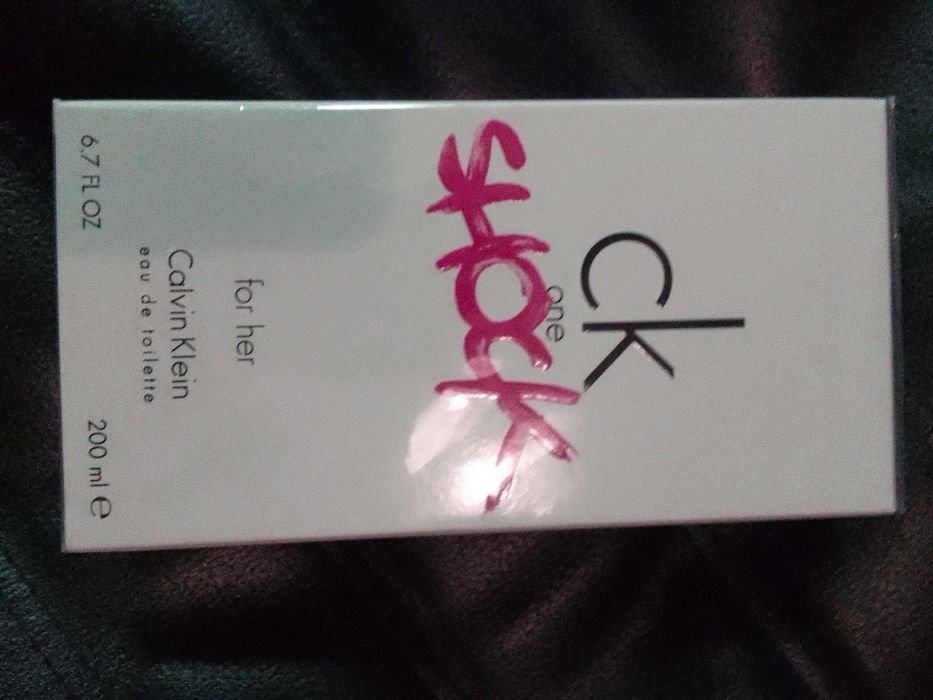 ck
one
SHOCK
for her
Calvin Klein
eau de toilette
6.7 FL OZ 200 ml e